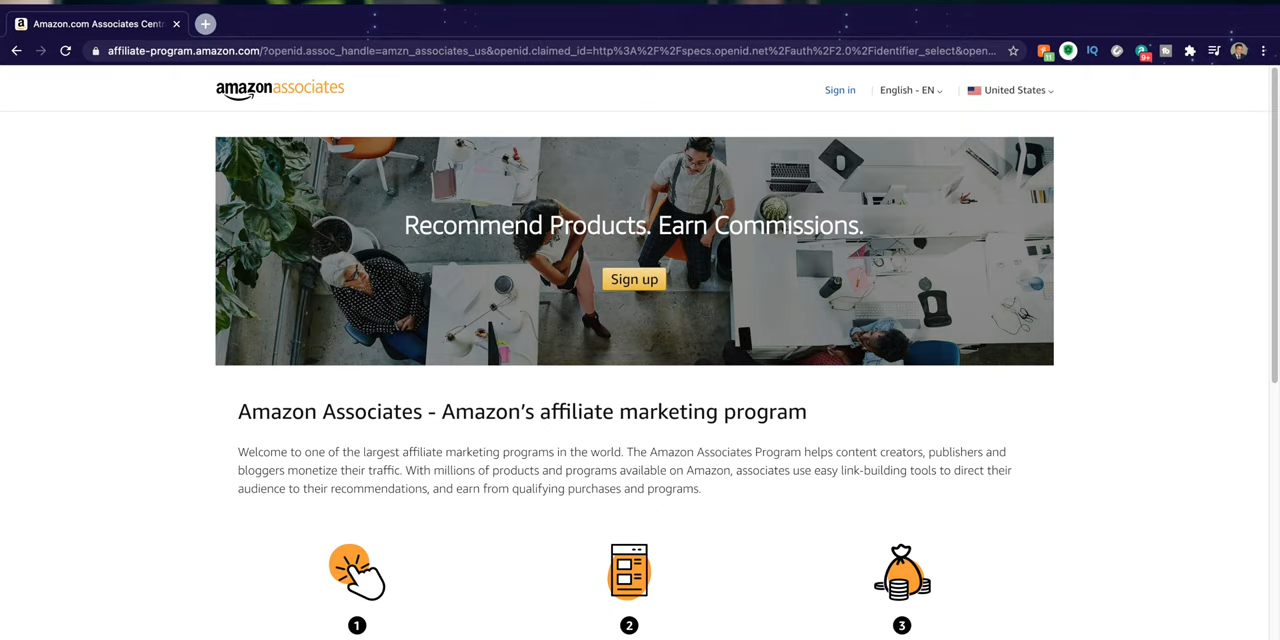 Amazon.com Associates Centr
affiliate-program.amazon.com/?openid.assoc_handle=amzn_associates_us&openid.claimed_id=http%3A%2F%2Fspecs.openid.net%2Fauth%2F2.0%2Fidentifier_select&open...
11
IQ
9+
amazonassociates
Sign in
English - EN
United States
Recommend Products. Earn Commissions.
Sign up
Amazon Associates - Amazon's affiliate marketing program
Welcome to one of the largest affiliate marketing programs in the world. The Amazon Associates Program helps content creators, publishers and
bloggers monetize their traffic. With millions of products and programs available on Amazon, associates use easy link-building tools to direct their
audience to their recommendations, and earn from qualifying purchases and programs.
1
2
3